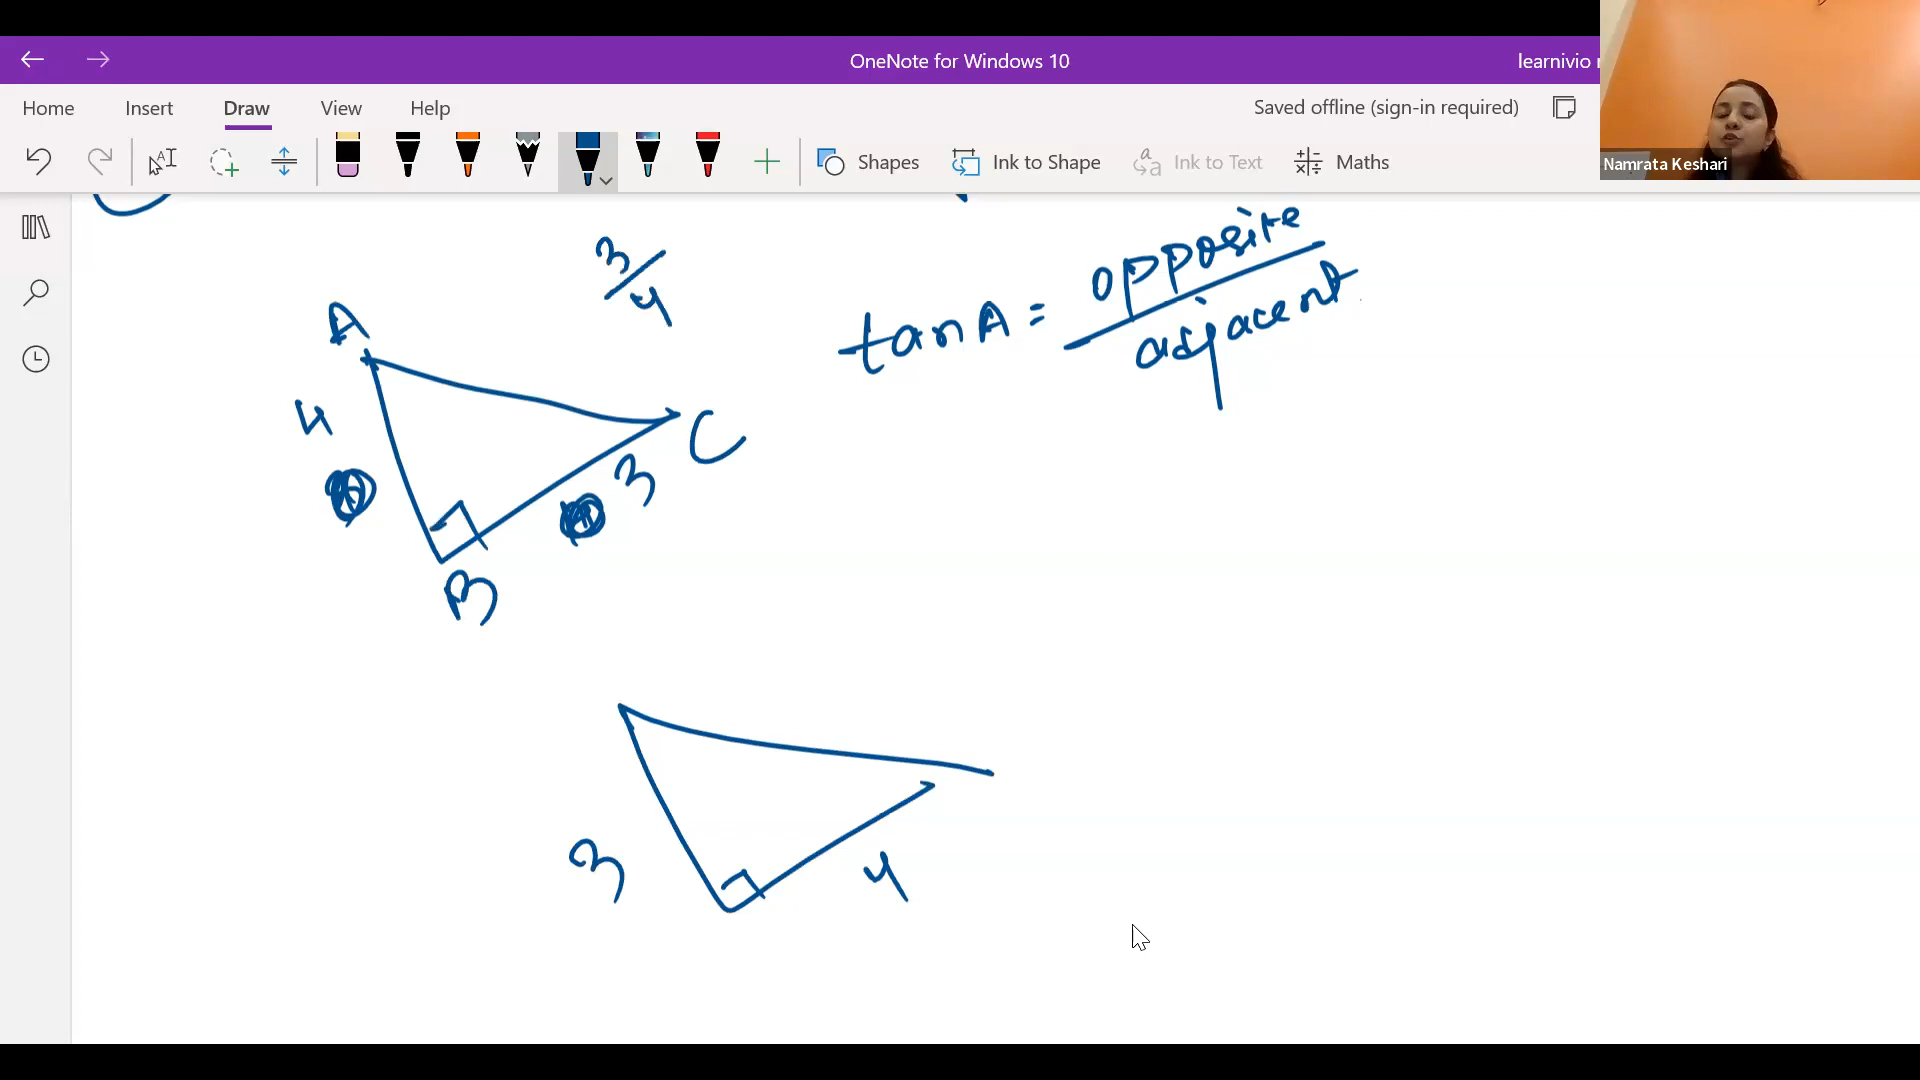 OneNote for Windows 10
learnivio
Home
Insert
Draw
View
Help
Saved offline (sign-in required)
Shapes
Ink to Shape
Ink to Text
Maths
Namrata Keshari
3/4
tan A = opposite
adjacent
A
4
C
3
B
3
4